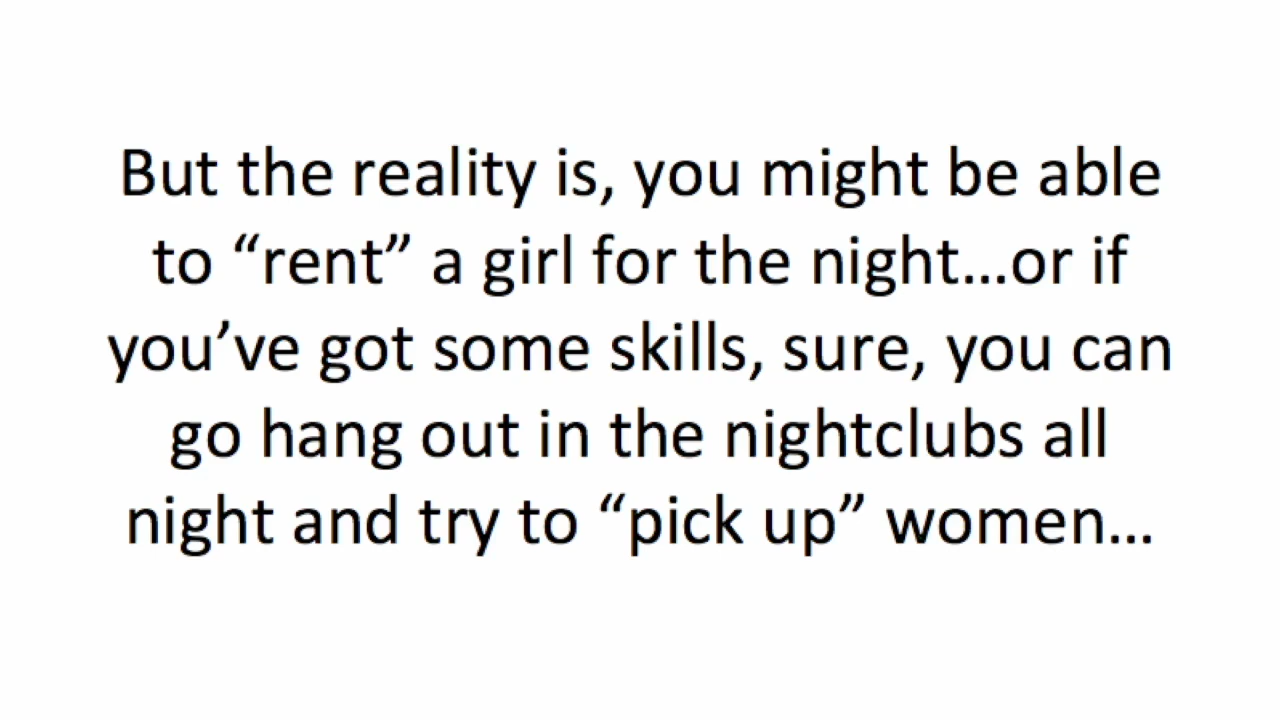 But the reality is, you might be able
to “rent” a girl for the night…or if
you’ve got some skills, sure, you can
go hang out in the nightclubs all
night and try to “pick up” women…